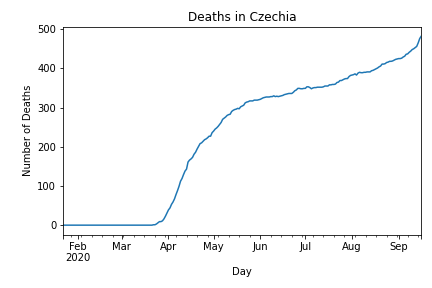 Deaths in Czechia
500
400
300
200
100
0
Number of Deaths
Feb Mar Apr May Jun Jul Aug Sep
2020
Day